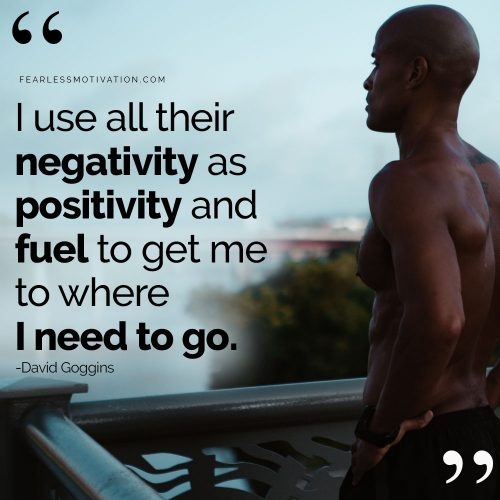 “
FEARLESSMOTIVATION.COM
I use all their
negativity as
positivity and
fuel to get me
to where
I need to go.
-David Goggins
”